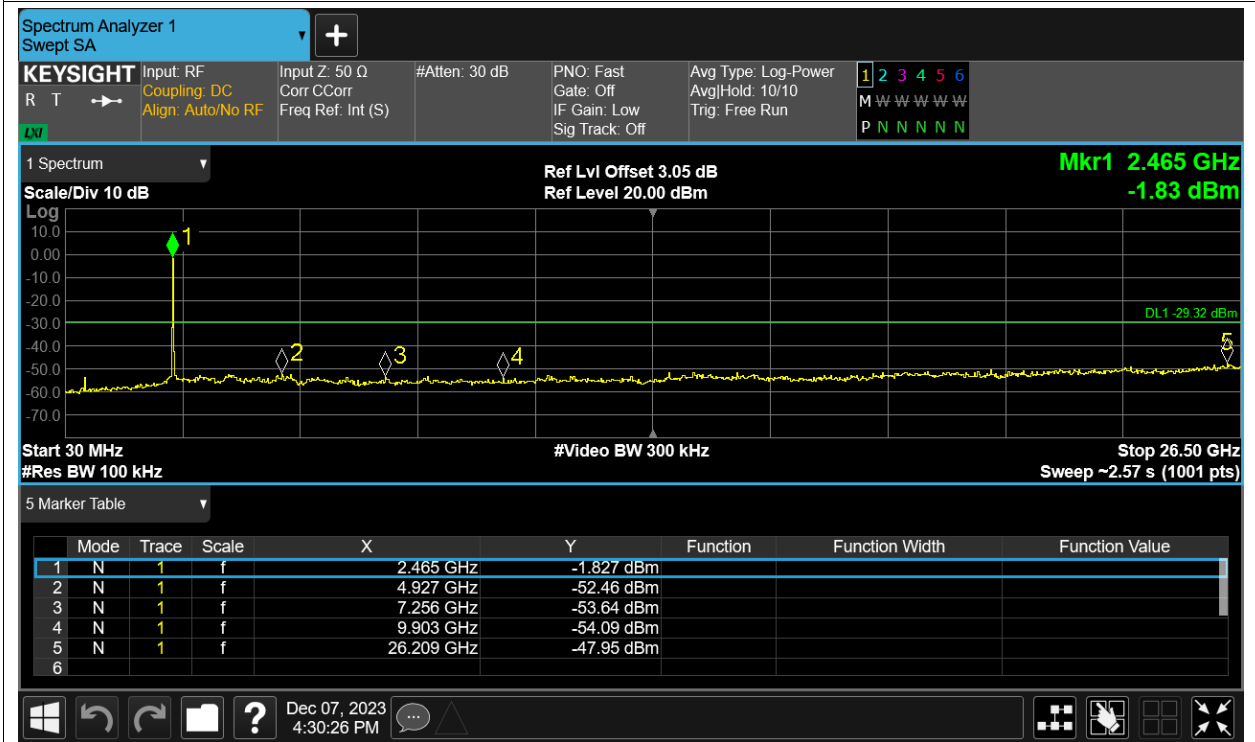 Spectrum Analyzer 1
Swept SA
+
KEYSIGHT
R T
LXI
Input: RF
Coupling: DC
Align: Auto/No RF
Input Z: 50 Ω
Corr CCorr
Freq Ref: Int (S)
#Atten: 30 dB
PNO: Fast
Gate: Off
IF Gain: Low
Sig Track: Off
Avg Type: Log-Power
Avg|Hold: 10/10
Trig: Free Run
1 2 3 4 5 6
M W W W W W
P N N N N N
1 Spectrum
Scale/Div 10 dB
Ref Lvl Offset 3.05 dB
Ref Level 20.00 dBm
Mkr1 2.465 GHz
-1.83 dBm
Log
10.0
0.00
-10.0
-20.0
-30.0
-40.0
-50.0
-60.0
-70.0
1
2
3
4
5
DL1 -29.32 dBm
Start 30 MHz
#Video BW 300 kHz
Stop 26.50 GHz
#Res BW 100 kHz
Sweep ~2.57 s (1001 pts)
5 Marker Table
Mode Trace Scale X Y Function Function Width Function Value
1 N 1 f 2.465 GHz -1.827 dBm
2 N 1 f 4.927 GHz -52.46 dBm
3 N 1 f 7.256 GHz -53.64 dBm
4 N 1 f 9.903 GHz -54.09 dBm
5 N 1 f 26.209 GHz -47.95 dBm
6
?
Dec 07, 2023
4:30:26 PM